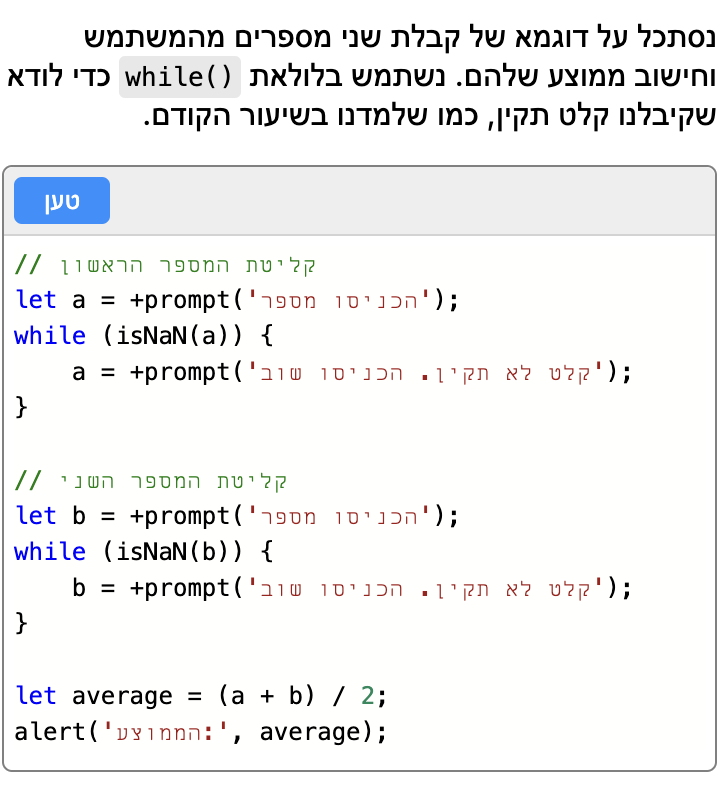 נסתכל על דוגמא של קבלת שני מספרים מהמשתמש
וחישוב ממוצע שלהם. נשתמש בלולאת while() כדי לודא
שקיבלנו קלט תקין, כמו שלמדנו בשיעור הקודם.
טען
// קליטת המספר הראשון
let a = +prompt('הכניסו מספר');
while (isNaN(a)) {
    a = +prompt('קלט לא תקין. הכניסו שוב');
}
// קליטת המספר השני
let b = +prompt('הכניסו מספר');
while (isNaN(b)) {
    b = +prompt('קלט לא תקין. הכניסו שוב');
}
let average = (a + b) / 2;
alert('הממוצע:', average);